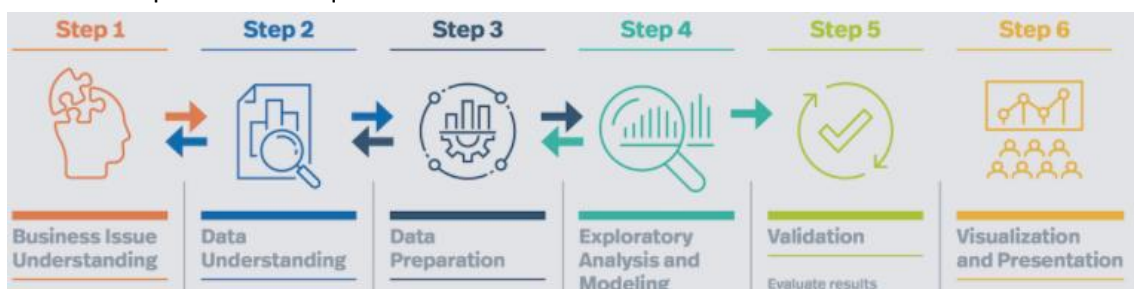 Step 1
Step 2
Step 3
Step 4
Step 5
Step 6
Business Issue
Understanding
Data
Understanding
Data
Preparation
Exploratory
Analysis and
Modeling
Validation
Evaluate results
Visualization
and Presentation